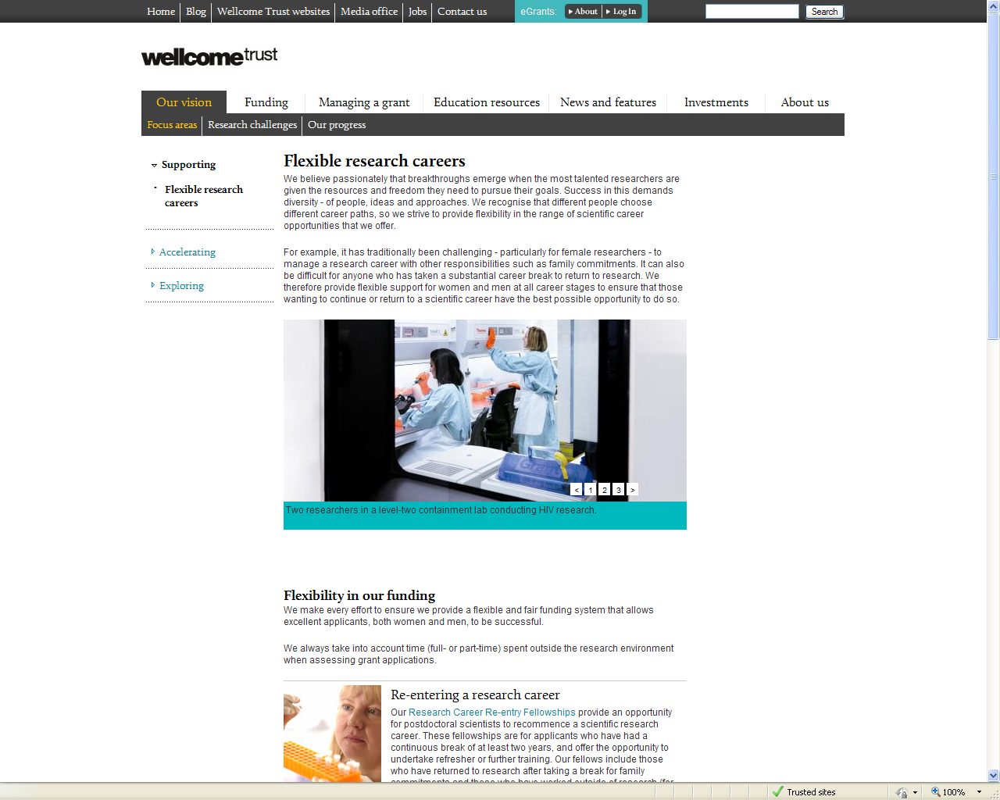 Home Blog Wellcome Trust websites Media office Jobs Contact us eGrants: About Log In Search
wellcometrust
Our vision Funding Managing a grant Education resources News and features Investments About us
Focus areas Research challenges Our progress
Supporting
Flexible research
careers
Accelerating
Exploring
Flexible research careers
We believe passionately that breakthroughs emerge when the most talented researchers are
given the resources and freedom they need to pursue their goals. Success in this demands
diversity - of people, ideas and approaches. We recognise that different people choose
different career paths, so we strive to provide flexibility in the range of scientific career
opportunities that we offer.
For example, it has traditionally been challenging - particularly for female researchers - to
manage a research career with other responsibilities such as family commitments. It can also
be difficult for anyone who has taken a substantial career break to return to research. We
therefore provide flexible support for women and men at all career stages to ensure that those
wanting to continue or return to a scientific career have the best possible opportunity to do so.
< 1 2 3 >
Two researchers in a level-two containment lab conducting HIV research.
Flexibility in our funding
We make every effort to ensure we provide a flexible and fair funding system that allows
excellent applicants, both women and men, to be successful.
We always take into account time (full- or part-time) spent outside the research environment
when assessing grant applications.
Re-entering a research career
Our Research Career Re-entry Fellowships provide an opportunity
for postdoctoral scientists to recommence a scientific research
career. These fellowships are for applicants who have had a
continuous break of at least two years, and offer the opportunity to
undertake refresher or further training. Our fellows include those
who have returned to research after taking a break for family
commitments and those who have worked outside of research (for
Trusted sites 100%